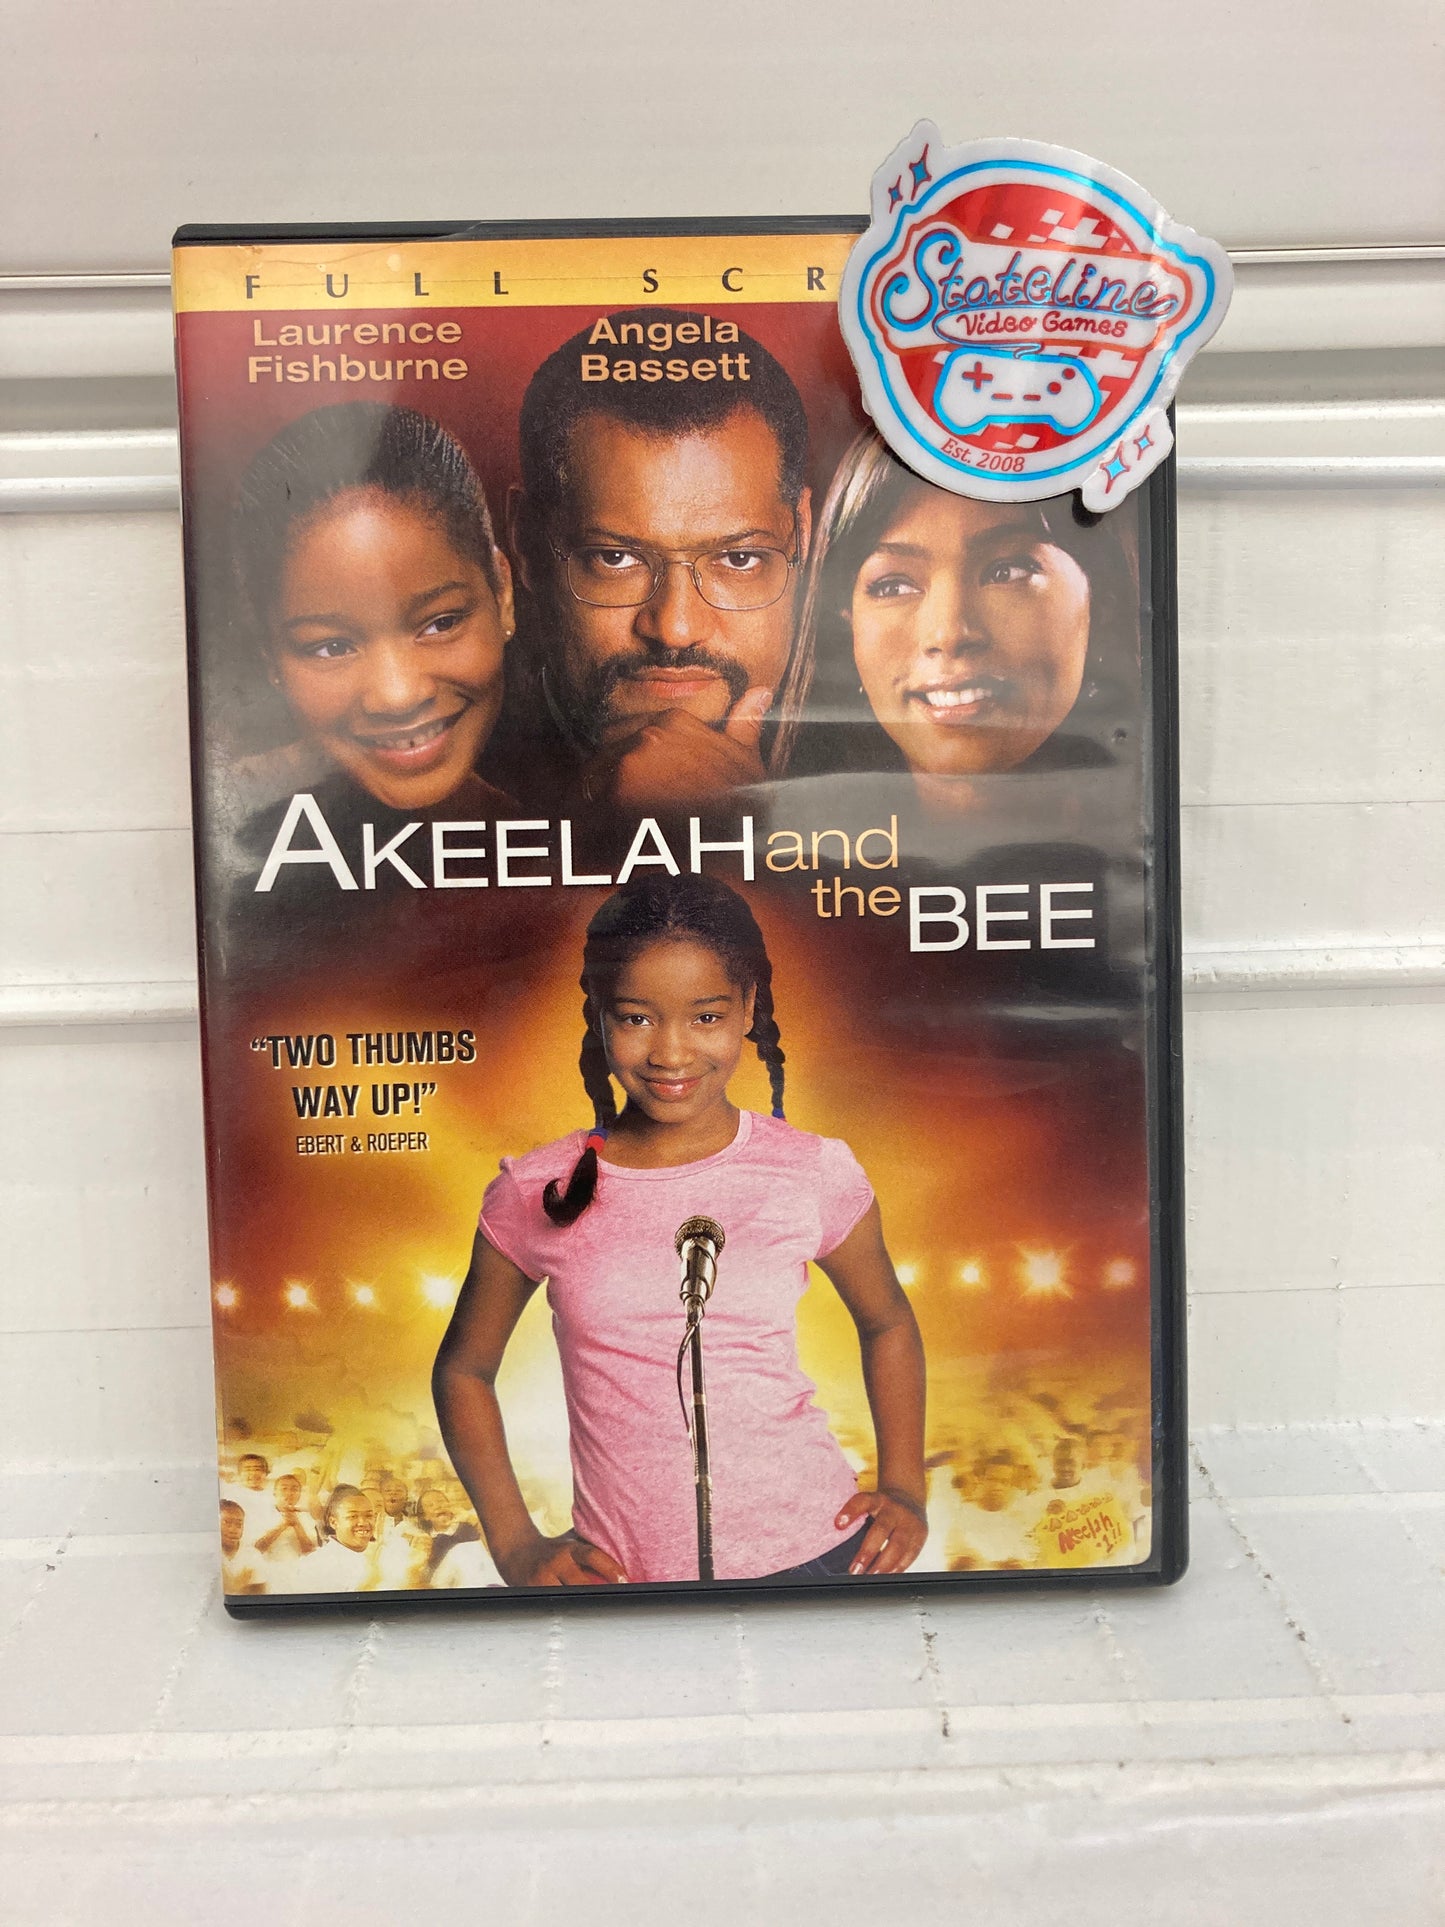 FULL SCR
Laurence
Fishburne
Angela
Bassett
Stateline
Video Games
Est. 2008
AKEELAH and
the BEE
“TWO THUMBS
WAY UP!”
EBERT & ROEPER
Akeelah